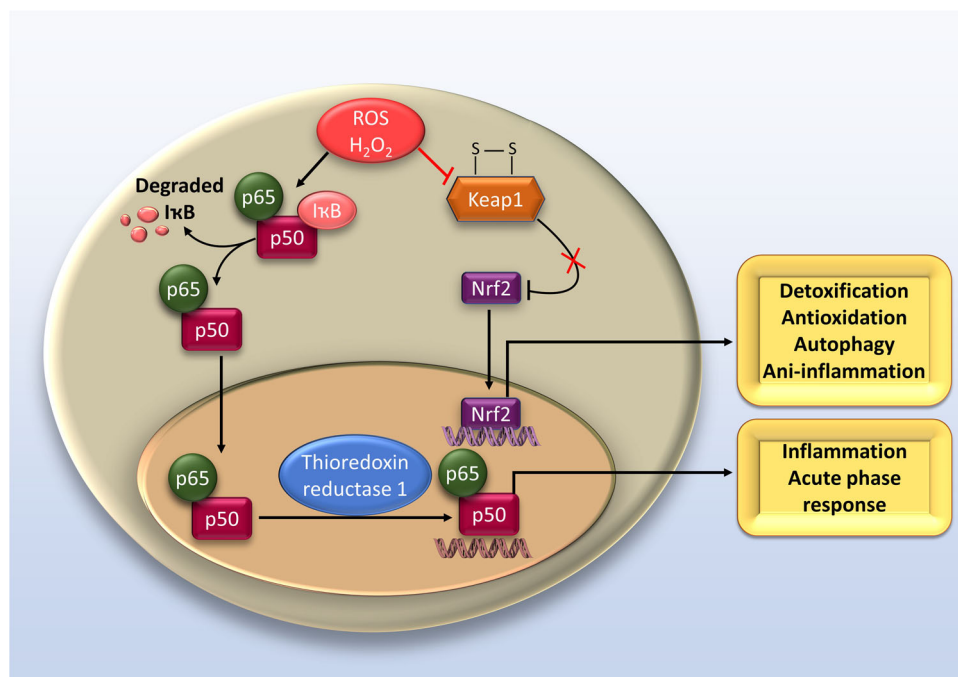 ROS
H₂O₂
S — S
Keap1
Degraded
IκB
p65
IκB
p50
p65
p50
Nrf2
Detoxification
Antioxidation
Autophagy
Ani-inflammation
Nrf2
Thioredoxin
reductase 1
p65
p50
p65
p50
Inflammation
Acute phase
response